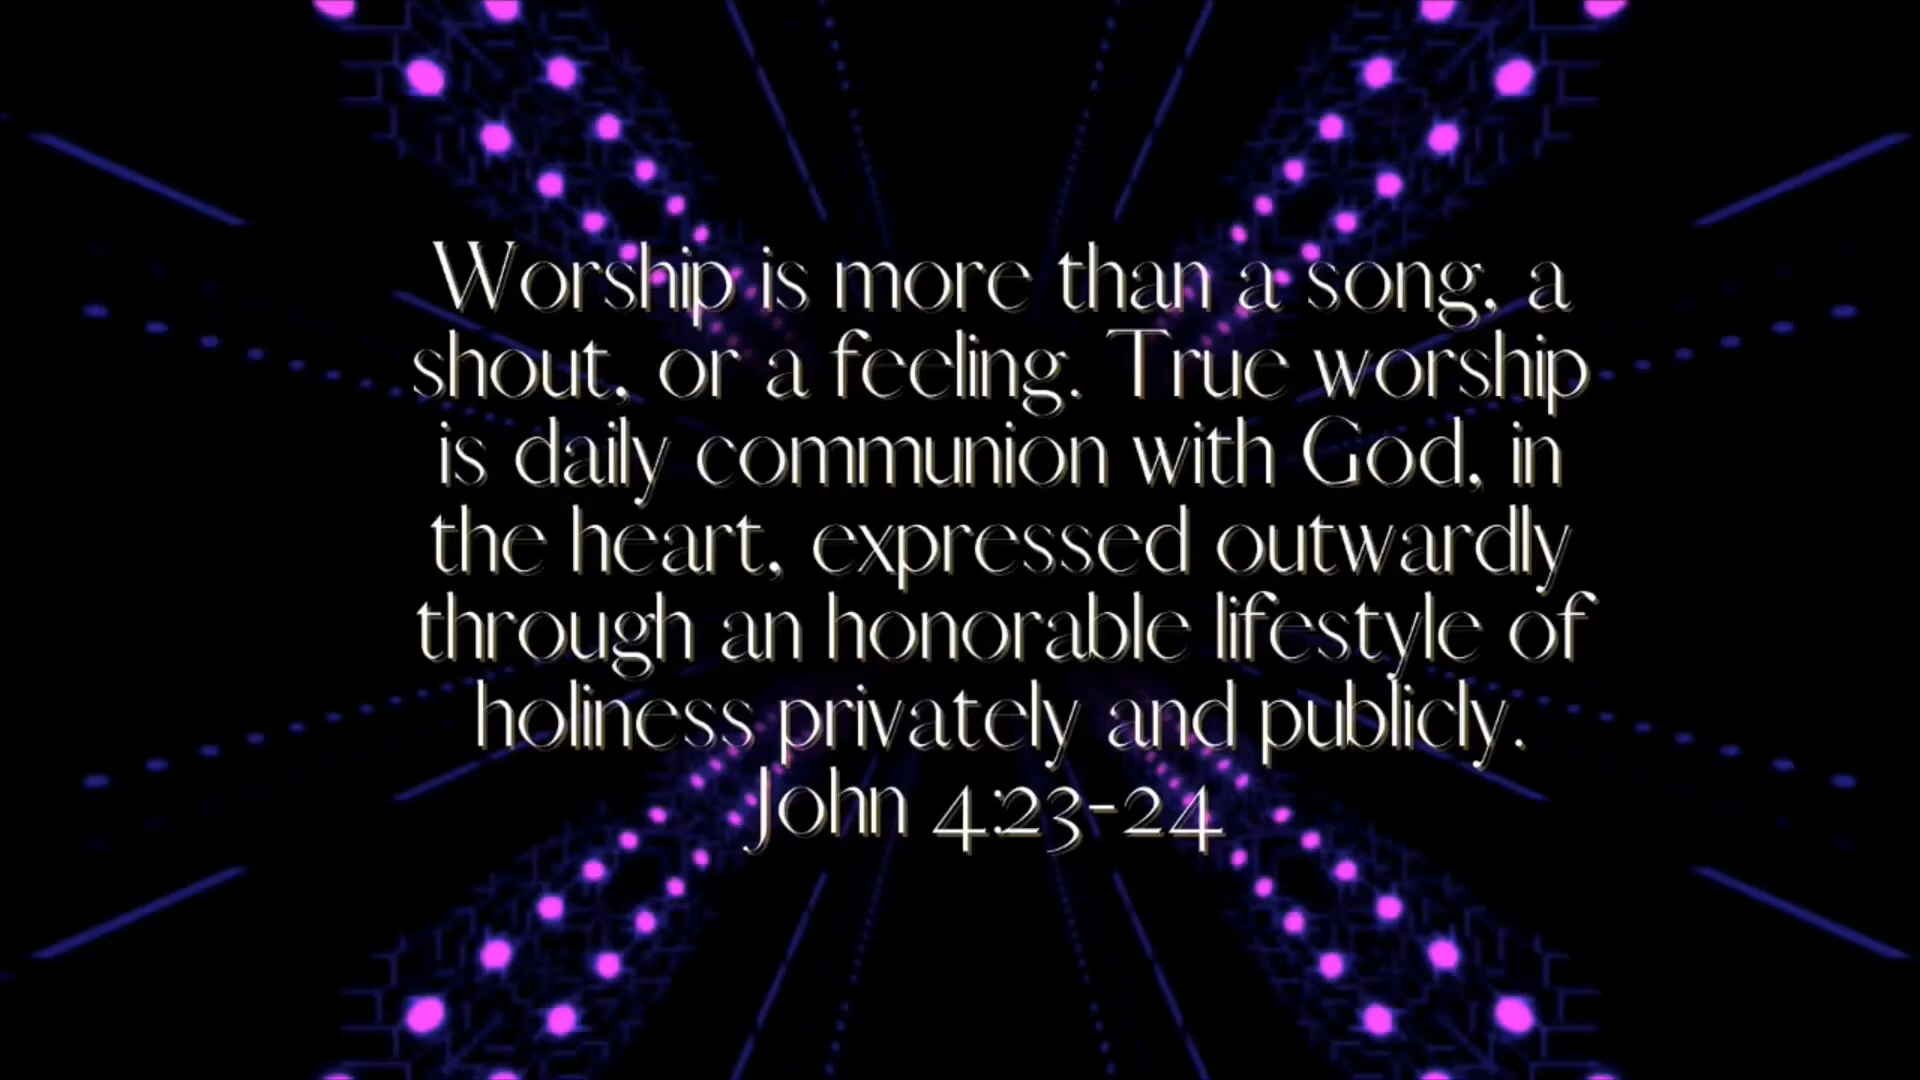 Worship is more than a song, a
shout, or a feeling. True worship
is daily communion with God, in
the heart, expressed outwardly
through an honorable lifestyle of
holiness privately and publicly.
John 4:23-24